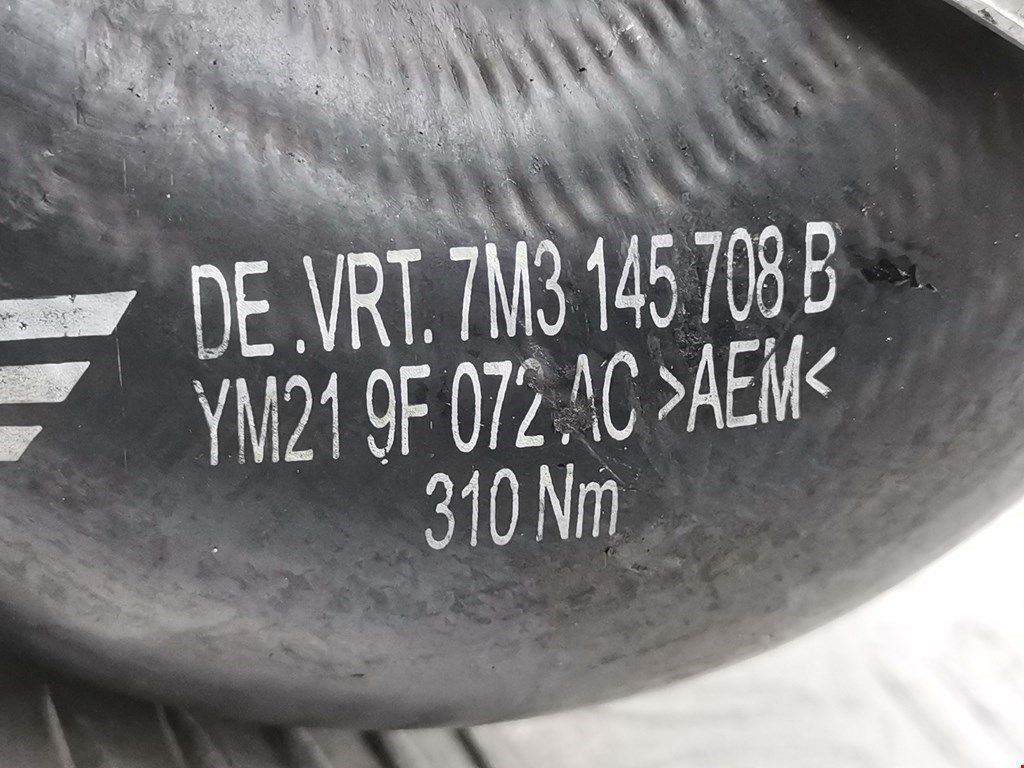 DE .VRT. 7M3 145 708 B
YM21 9F 072 AC >AEM<
310 Nm